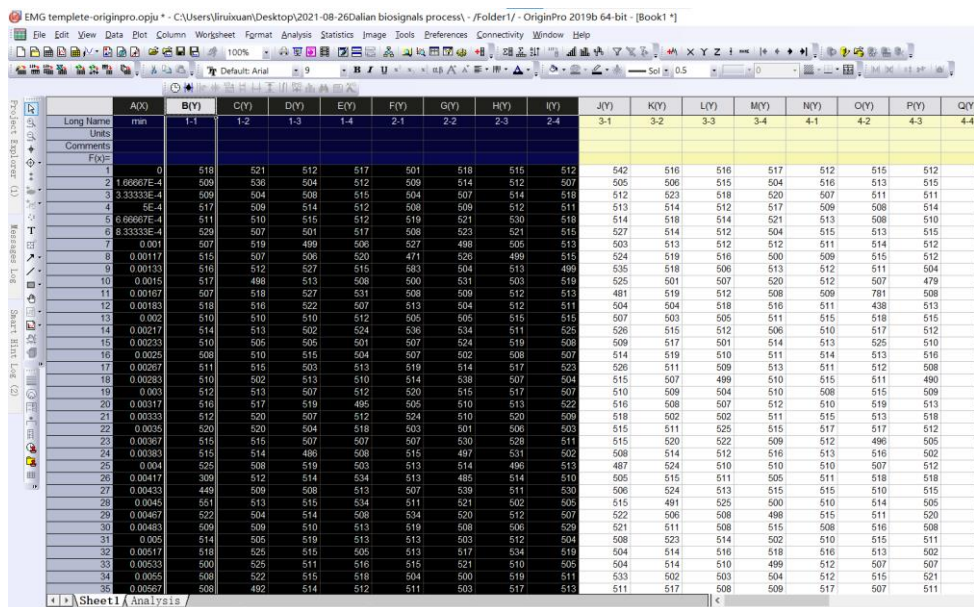 EMG templete-originpro.opju * - C:\Users\liruixuan\Desktop\2021-08-26Dalian biosignals process\ - /Folder1/ - OriginPro 2019b 64-bit - [Book1 *]
File Edit View Data Plot Column Worksheet Format Analysis Statistics Image Tools Preferences Connectivity Window Help
100%
Default: Arial 9 B I U Sol 0.5 0
Project Explorer (1)
Messages Log
Smart Hint Log (2)
A(X) B(Y) C(Y) D(Y) E(Y) F(Y) G(Y) H(Y) I(Y) J(Y) K(Y) L(Y) M(Y) N(Y) O(Y) P(Y) Q(Y
Long Name min 1-1 1-2 1-3 1-4 2-1 2-2 2-3 2-4 3-1 3-2 3-3 3-4 4-1 4-2 4-3 4-4
Units
Comments
F(x)=
1 0 518 521 512 517 501 518 515 512 542 516 516 517 512 515 512
2 1.66667E-4 509 536 504 512 509 514 512 507 505 506 515 504 516 513 515
3 3.33333E-4 509 504 508 515 504 507 514 518 512 523 518 520 507 511 511
4 5E-4 517 509 514 512 508 509 512 511 513 514 512 517 509 508 514
5 6.66667E-4 511 510 515 512 519 521 530 518 514 518 514 521 513 508 510
6 8.33333E-4 529 507 501 517 508 523 521 515 527 514 512 504 515 513 515
7 0.001 507 519 499 506 527 498 505 513 503 513 512 512 511 514 512
8 0.00117 515 507 506 520 471 526 499 515 524 519 516 500 509 515 512
9 0.00133 516 512 527 515 583 504 513 499 535 518 506 513 512 511 504
10 0.0015 517 498 513 508 500 531 503 519 525 501 507 520 512 507 479
11 0.00167 507 518 527 531 508 509 512 513 481 519 512 508 509 781 508
12 0.00183 518 516 522 507 513 504 512 511 504 504 518 516 511 438 513
13 0.002 510 510 510 512 505 505 515 515 507 503 505 511 515 518 515
14 0.00217 514 513 502 524 536 534 511 525 526 515 512 506 510 517 512
15 0.00233 510 505 505 501 507 524 519 508 509 517 501 514 513 525 510
16 0.0025 508 510 515 504 507 502 508 507 514 519 510 511 514 513 516
17 0.00267 511 515 503 513 519 514 517 523 526 511 509 513 511 512 508
18 0.00283 510 502 513 510 514 538 507 504 515 507 499 510 515 511 490
19 0.003 512 513 507 512 520 515 517 507 510 509 504 510 508 515 509
20 0.00317 516 517 519 495 505 510 513 522 516 508 507 512 510 519 513
21 0.00333 512 520 507 512 524 510 520 509 518 502 502 511 515 513 518
22 0.0035 520 520 504 518 503 501 506 503 515 511 525 515 517 517 512
23 0.00367 515 515 507 507 507 530 528 511 515 520 522 509 512 496 505
24 0.00383 515 514 486 508 515 497 531 502 508 514 512 516 513 516 502
25 0.004 525 508 519 503 513 514 496 513 487 524 510 510 510 507 512
26 0.00417 309 512 514 534 513 485 514 510 505 515 511 505 511 518 518
27 0.00433 449 509 508 513 507 539 511 530 506 524 513 515 515 510 515
28 0.0045 551 513 515 534 511 521 502 505 515 491 525 500 510 514 505
29 0.00467 522 504 514 508 534 520 512 507 522 506 508 498 515 511 520
30 0.00483 509 509 510 513 519 508 506 529 521 511 508 515 508 516 508
31 0.005 514 505 519 513 513 503 512 504 508 523 514 502 510 515 511
32 0.00517 518 525 515 505 513 517 534 519 504 514 516 518 516 513 502
33 0.00533 500 525 511 516 515 521 510 505 504 514 510 499 512 507 507
34 0.0055 508 522 515 518 504 500 519 511 533 502 503 504 512 515 521
35 0.00567 508 492 514 512 511 503 517 513 511 517 508 509 517 507 511
Sheet1 Analysis